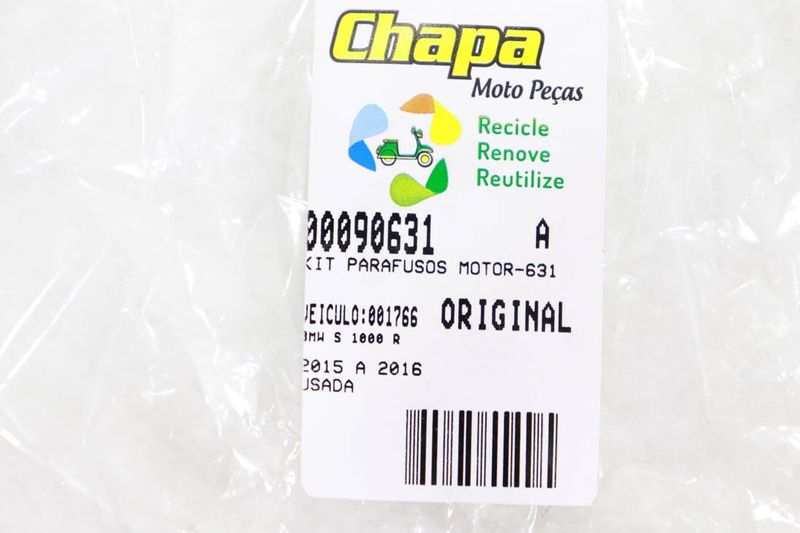 Chapa
Moto Peças
Recicle
Renove
Reutilize
00090631 A
KIT PARAFUSOS MOTOR-631
VEICULO:001766 ORIGINAL
BMW S 1000 R
2015 A 2016
USADA